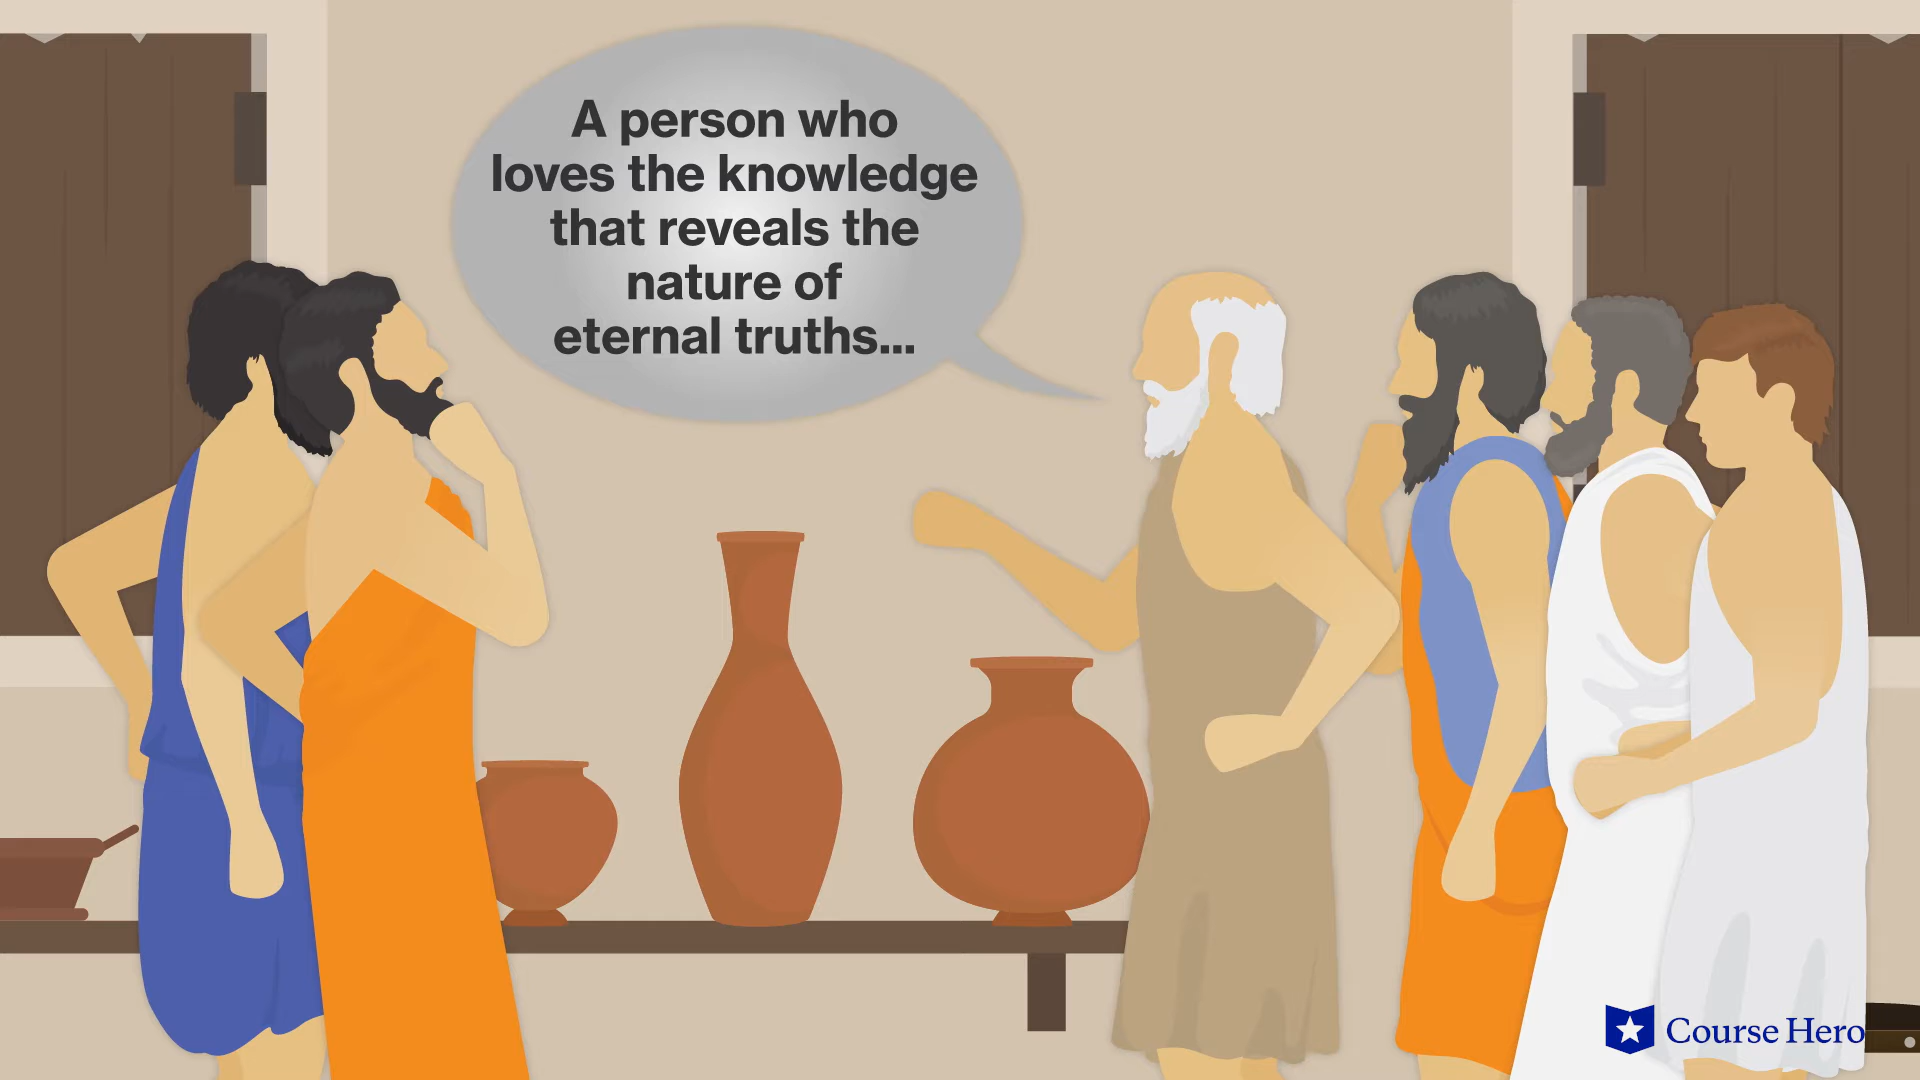 A person who
loves the knowledge
that reveals the
nature of
eternal truths...
Course Hero